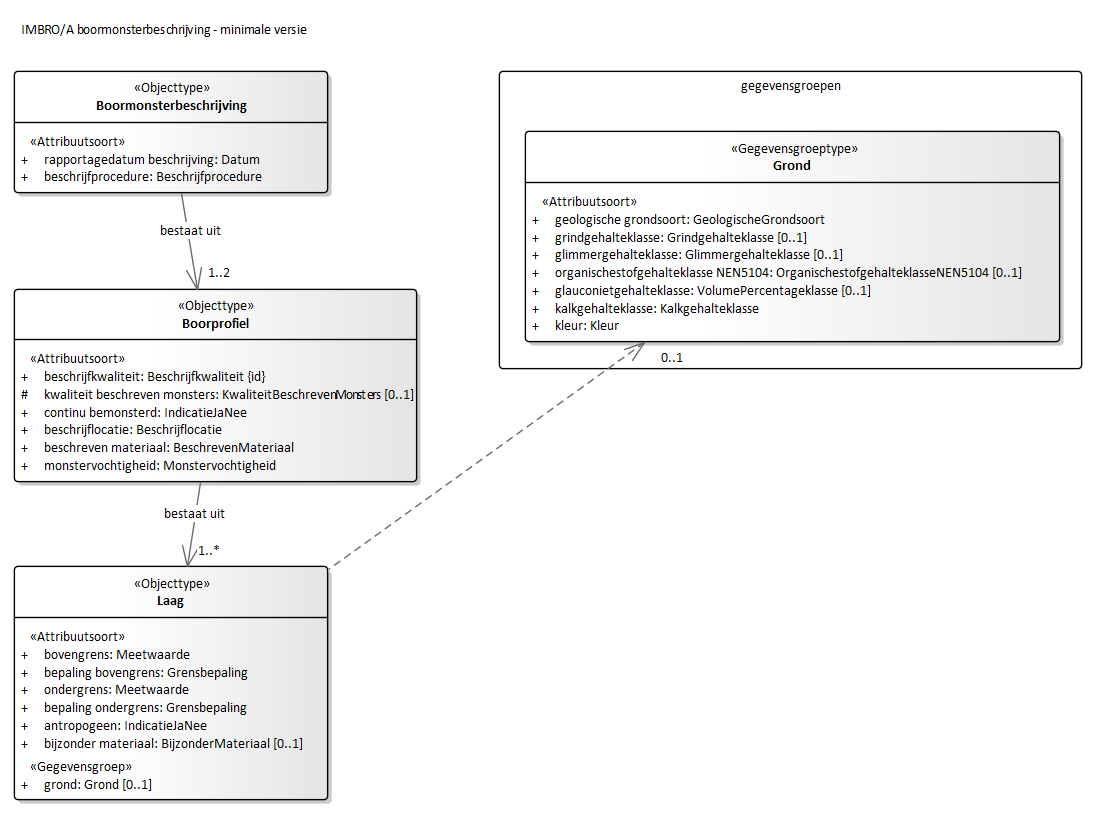 IMBRO/A boormonsterbeschrijving - minimale versie
«Objecttype»
Boormonsterbeschrijving
«Attribuutsoort»
+ rapportagedatum beschrijving: Datum
+ beschrijfprocedure: Beschrijfprocedure
bestaat uit
1..2
«Objecttype»
Boorprofiel
«Attribuutsoort»
+ beschrijfkwaliteit: Beschrijfkwaliteit {id}
# kwaliteit beschreven monsters: KwaliteitBeschrevenMonsters [0..1]
+ continu bemonsterd: IndicatieJaNee
+ beschrijflocatie: Beschrijflocatie
+ beschreven materiaal: BeschrevenMateriaal
+ monstervochtigheid: Monstervochtigheid
bestaat uit
1..*
«Objecttype»
Laag
«Attribuutsoort»
+ bovengrens: Meetwaarde
+ bepaling bovengrens: Grensbepaling
+ ondergrens: Meetwaarde
+ bepaling ondergrens: Grensbepaling
+ antropogeen: IndicatieJaNee
+ bijzonder materiaal: BijzonderMateriaal [0..1]
«Gegevensgroep»
+ grond: Grond [0..1]
gegevensgroepen
«Gegevensgroeptype»
Grond
«Attribuutsoort»
+ geologische grondsoort: GeologischeGrondsoort
+ grindgehalteklasse: Grindgehalteklasse [0..1]
+ glimmergehalteklasse: Glimmergehalteklasse [0..1]
+ organischestofgehalteklasse NEN5104: OrganischestofgehalteklasseNEN5104 [0..1]
+ glauconietgehalteklasse: VolumePercentageklasse [0..1]
+ kalkgehalteklasse: Kalkgehalteklasse
+ kleur: Kleur
0..1